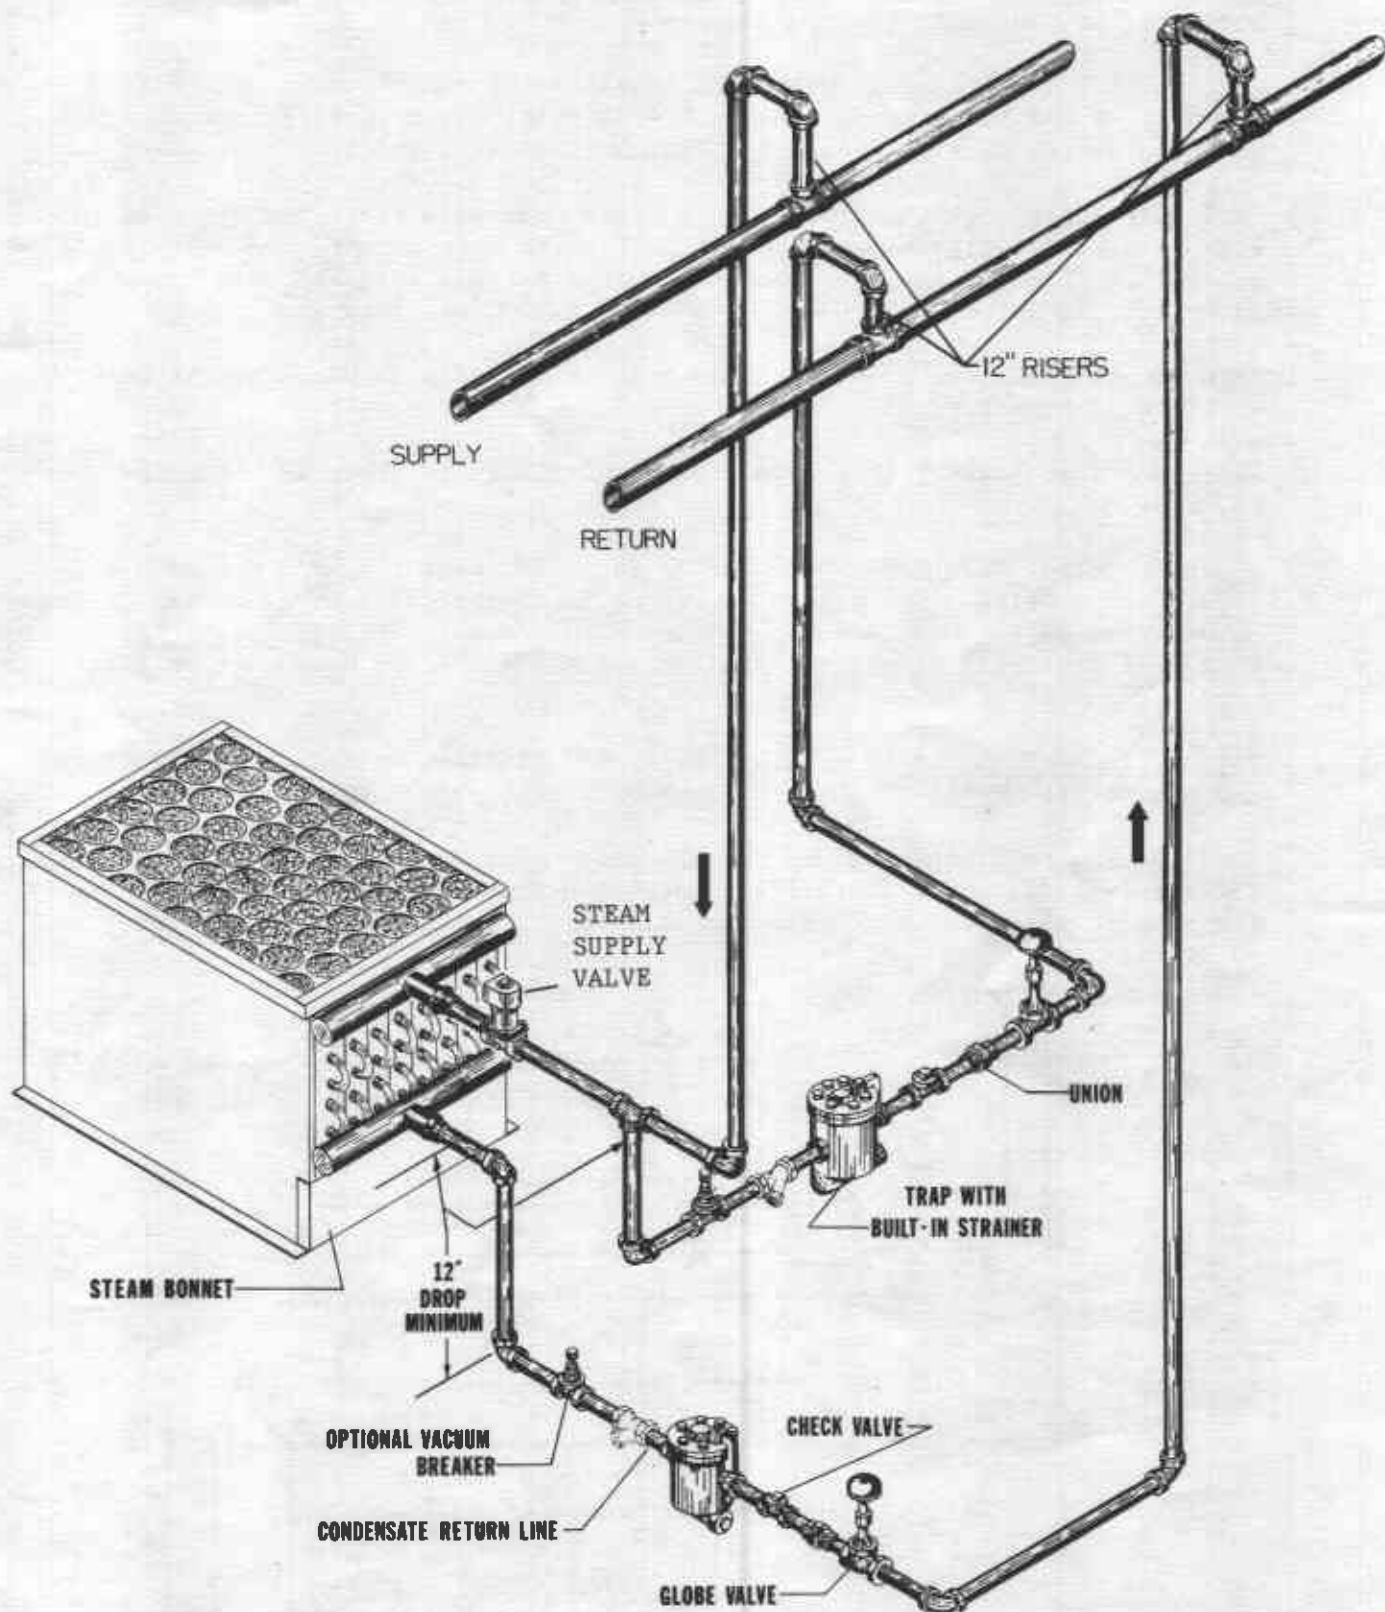 12" RISERS
SUPPLY
RETURN
STEAM
SUPPLY
VALVE
UNION
TRAP WITH
BUILT-IN STRAINER
STEAM BONNET
12"
DROP
MINIMUM
OPTIONAL VACUUM
BREAKER
CHECK VALVE
CONDENSATE RETURN LINE
GLOBE VALVE